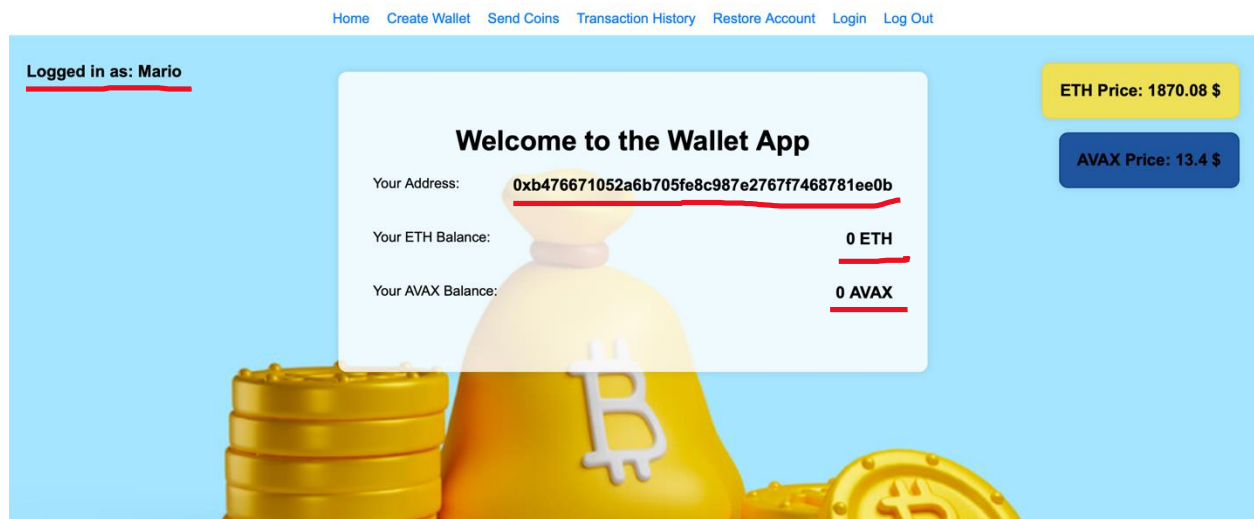 Home Create Wallet Send Coins Transaction History Restore Account Login Log Out
Logged in as: Mario
ETH Price: 1870.08 $
AVAX Price: 13.4 $
Welcome to the Wallet App
Your Address: 0xb476671052a6b705fe8c987e2767f7468781ee0b
Your ETH Balance: 0 ETH
Your AVAX Balance: 0 AVAX